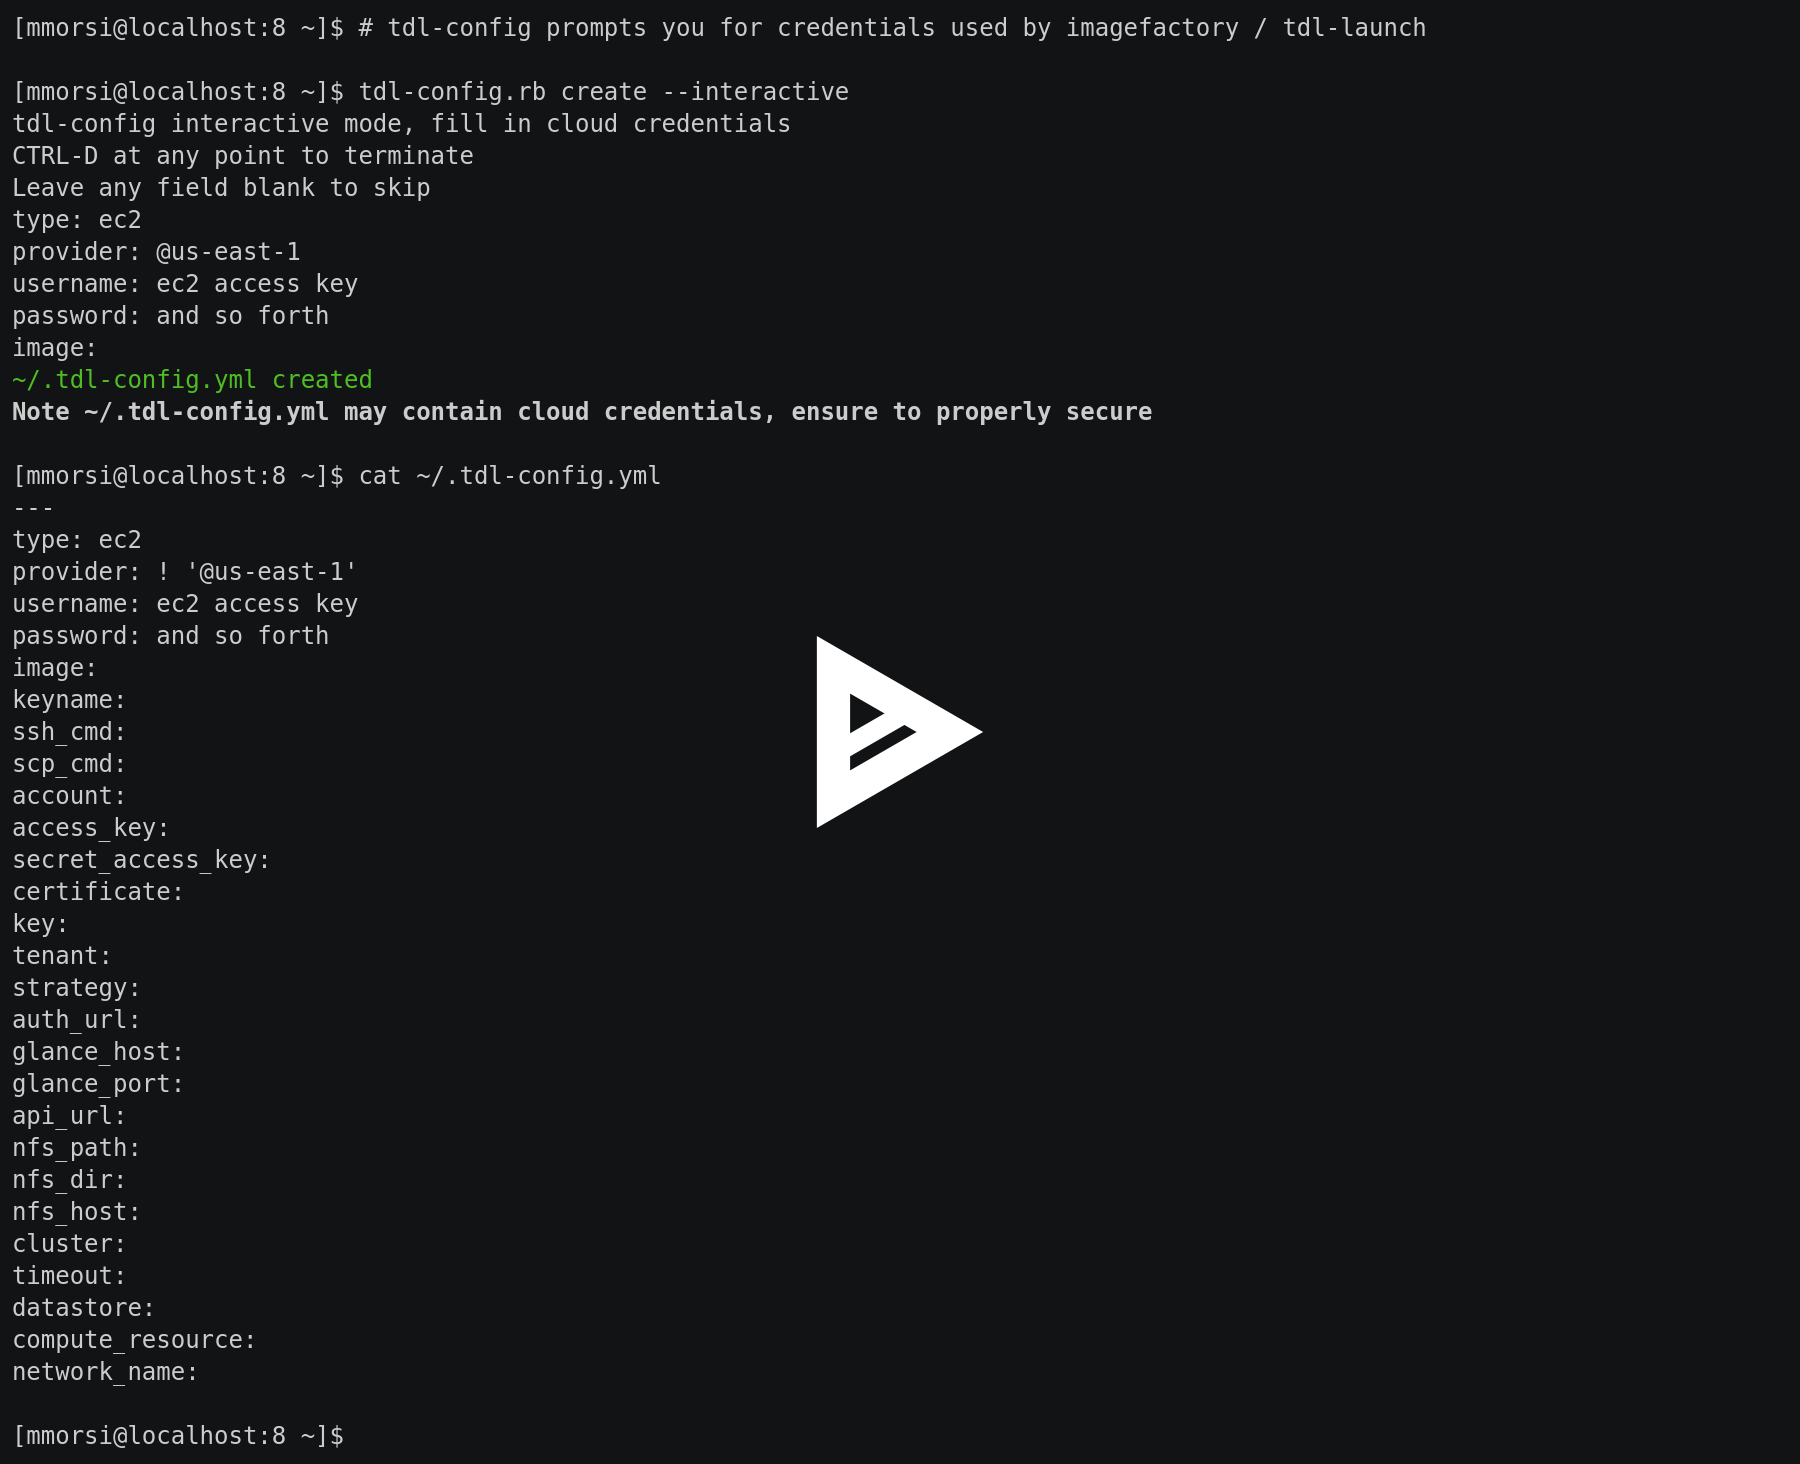 [mmorsi@localhost:8 ~]$ # tdl-config prompts you for credentials used by imagefactory / tdl-launch
[mmorsi@localhost:8 ~]$ tdl-config.rb create --interactive
tdl-config interactive mode, fill in cloud credentials
CTRL-D at any point to terminate
Leave any field blank to skip
type: ec2
provider: @us-east-1
username: ec2 access key
password: and so forth
image:
~/.tdl-config.yml created
Note ~/.tdl-config.yml may contain cloud credentials, ensure to properly secure
[mmorsi@localhost:8 ~]$ cat ~/.tdl-config.yml
---
type: ec2
provider: ! '@us-east-1'
username: ec2 access key
password: and so forth
image:
keyname:
ssh_cmd:
scp_cmd:
account:
access_key:
secret_access_key:
certificate:
key:
tenant:
strategy:
auth_url:
glance_host:
glance_port:
api_url:
nfs_path:
nfs_dir:
nfs_host:
cluster:
timeout:
datastore:
compute_resource:
network_name:
[mmorsi@localhost:8 ~]$